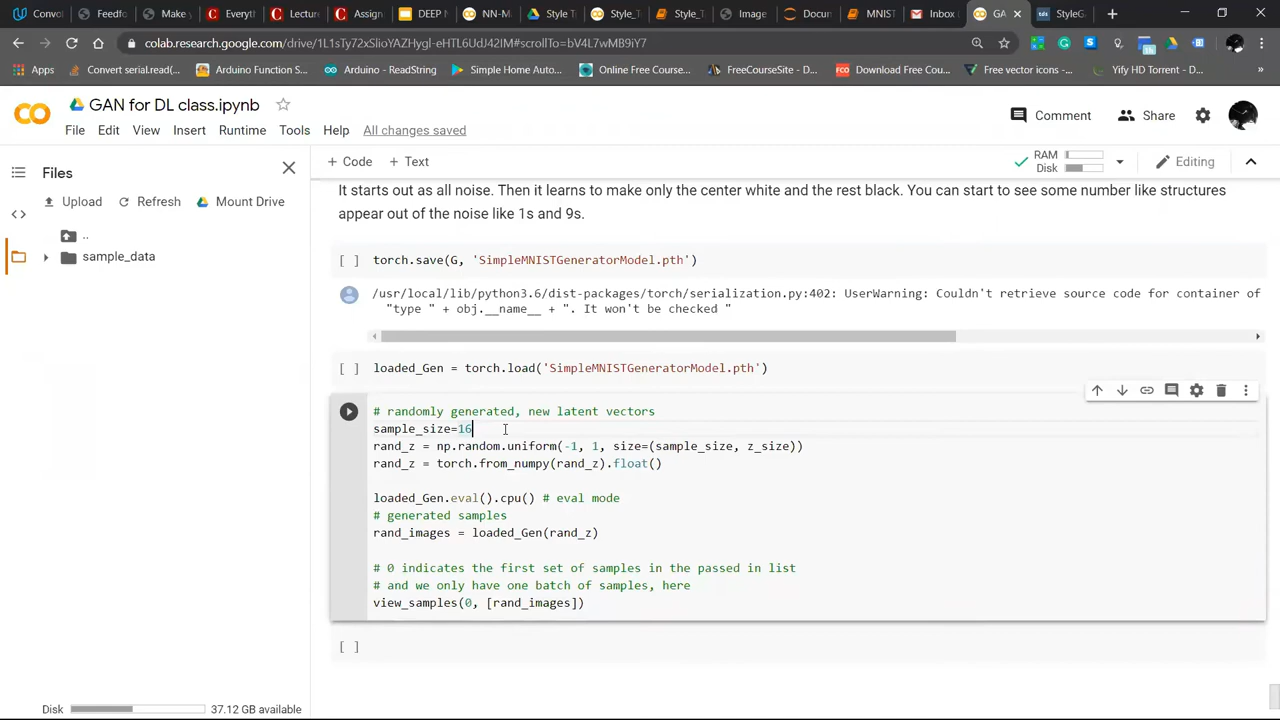 Convol
Feedfo
Make y
Everyth
Lecture
Assign
DEEP N
NN-M
Style Tr
Style_T
Style_T
Image
Docum
MNIST
Inbox
GA
StyleG
colab.research.google.com/drive/1L1sTy72xSlioYAZHygl-eHTL6UdJ42IM#scrollTo=bV4L7wMB9iY7
Apps
Convert serial.read(...
Arduino Function S...
Arduino - ReadString
Simple Home Auto...
Online Free Course...
FreeCourseSite - D...
Download Free Cou...
Free vector icons -...
Yify HD Torrent - D...
GAN for DL class.ipynb
Comment
Share
File Edit View Insert Runtime Tools Help All changes saved
Files
+ Code + Text
RAM
Disk
Editing
Upload Refresh Mount Drive
..
sample_data
It starts out as all noise. Then it learns to make only the center white and the rest black. You can start to see some number like structures
appear out of the noise like 1s and 9s.
[ ] torch.save(G, 'SimpleMNISTGeneratorModel.pth')
/usr/local/lib/python3.6/dist-packages/torch/serialization.py:402: UserWarning: Couldn't retrieve source code for container of
"type " + obj.__name__ + ". It won't be checked "
[ ] loaded_Gen = torch.load('SimpleMNISTGeneratorModel.pth')
# randomly generated, new latent vectors
sample_size=16
rand_z = np.random.uniform(-1, 1, size=(sample_size, z_size))
rand_z = torch.from_numpy(rand_z).float()
loaded_Gen.eval().cpu() # eval mode
# generated samples
rand_images = loaded_Gen(rand_z)
# 0 indicates the first set of samples in the passed in list
# and we only have one batch of samples, here
view_samples(0, [rand_images])
[ ]
Disk
37.12 GB available